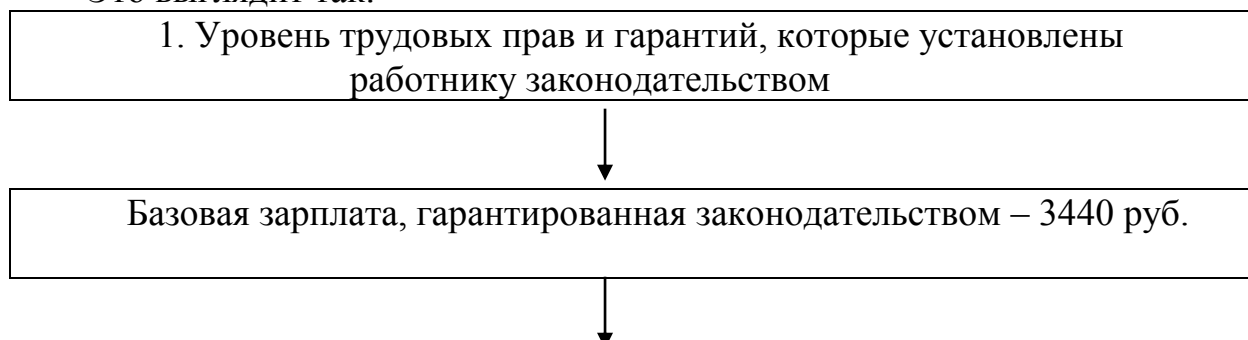 1. Уровень трудовых прав и гарантий, которые установлены
работнику законодательством
Базовая зарплата, гарантированная законодательством – 3440 руб.